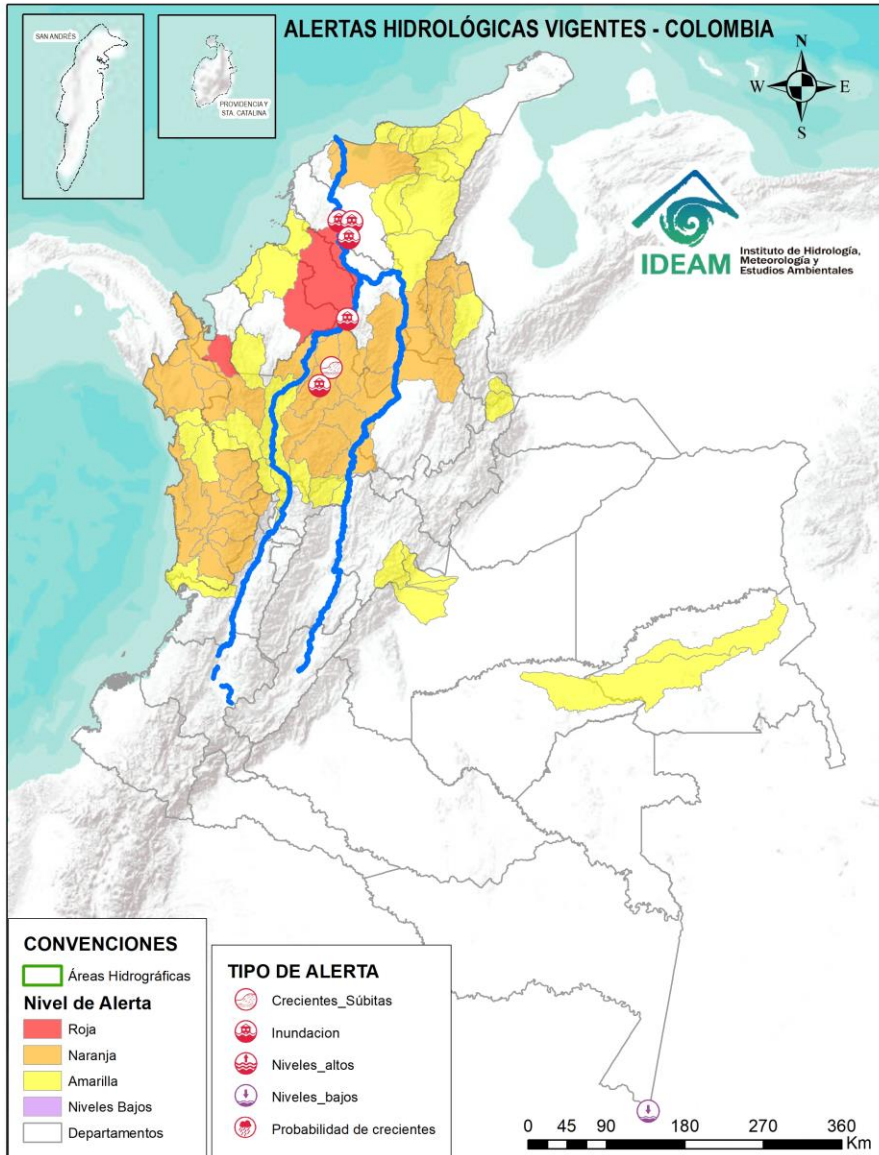 ALERTAS HIDROLÓGICAS VIGENTES - COLOMBIA
SAN ANDRÉS
PROVIDENCIA Y
STA. CATALINA
N
W
E
S
IDEAM
Instituto de Hidrología,
Meteorología y
Estudios Ambientales
CONVENCIONES
Áreas Hidrográficas
Nivel de Alerta
Roja
Naranja
Amarilla
Niveles Bajos
Departamentos
TIPO DE ALERTA
Crecientes_Súbitas
Inundacion
Niveles_altos
Niveles_bajos
Probabilidad de crecientes
0 45 90 180 270 360
Km